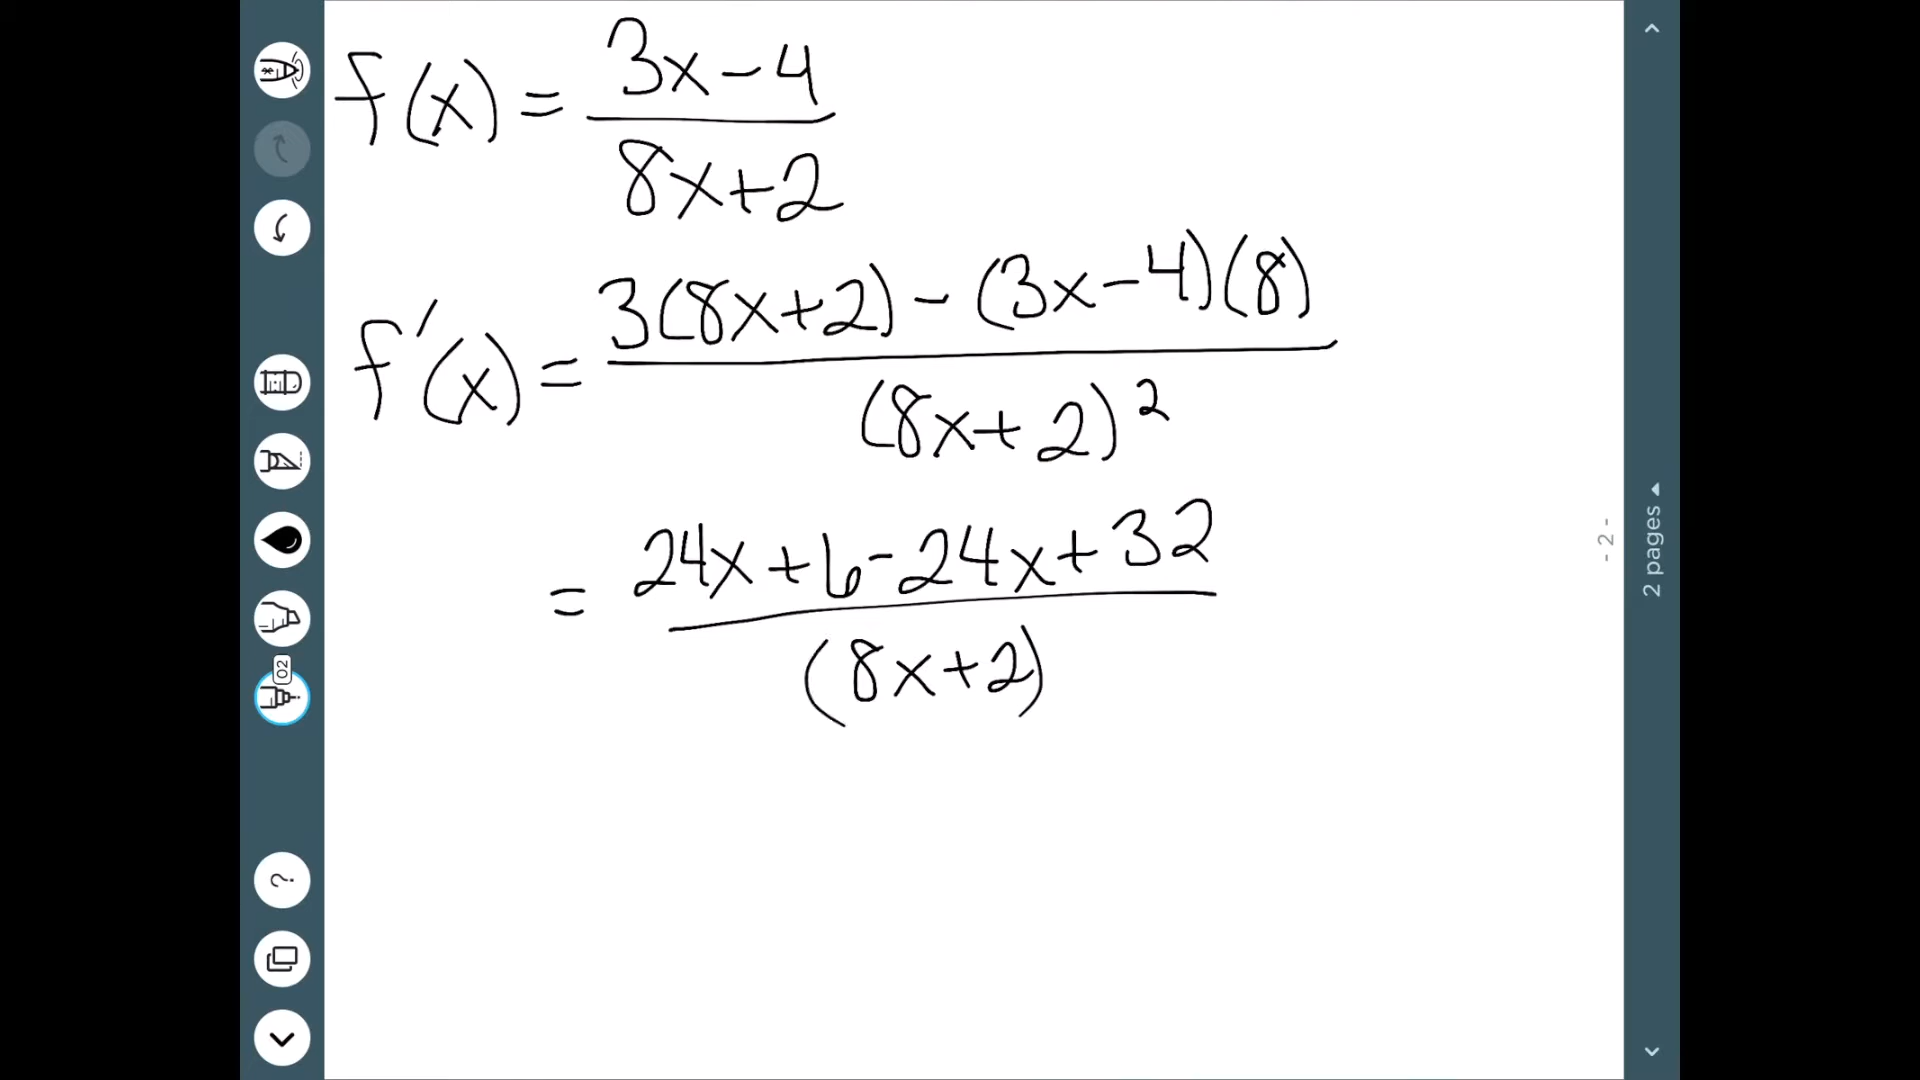 f(x) = (3x-4)/(8x+2)
f'(x) = (3(8x+2) - (3x-4)(8))/(8x+2)²
= (24x+6-24x+32)/(8x+2)
- 2 -
2 pages
02
?